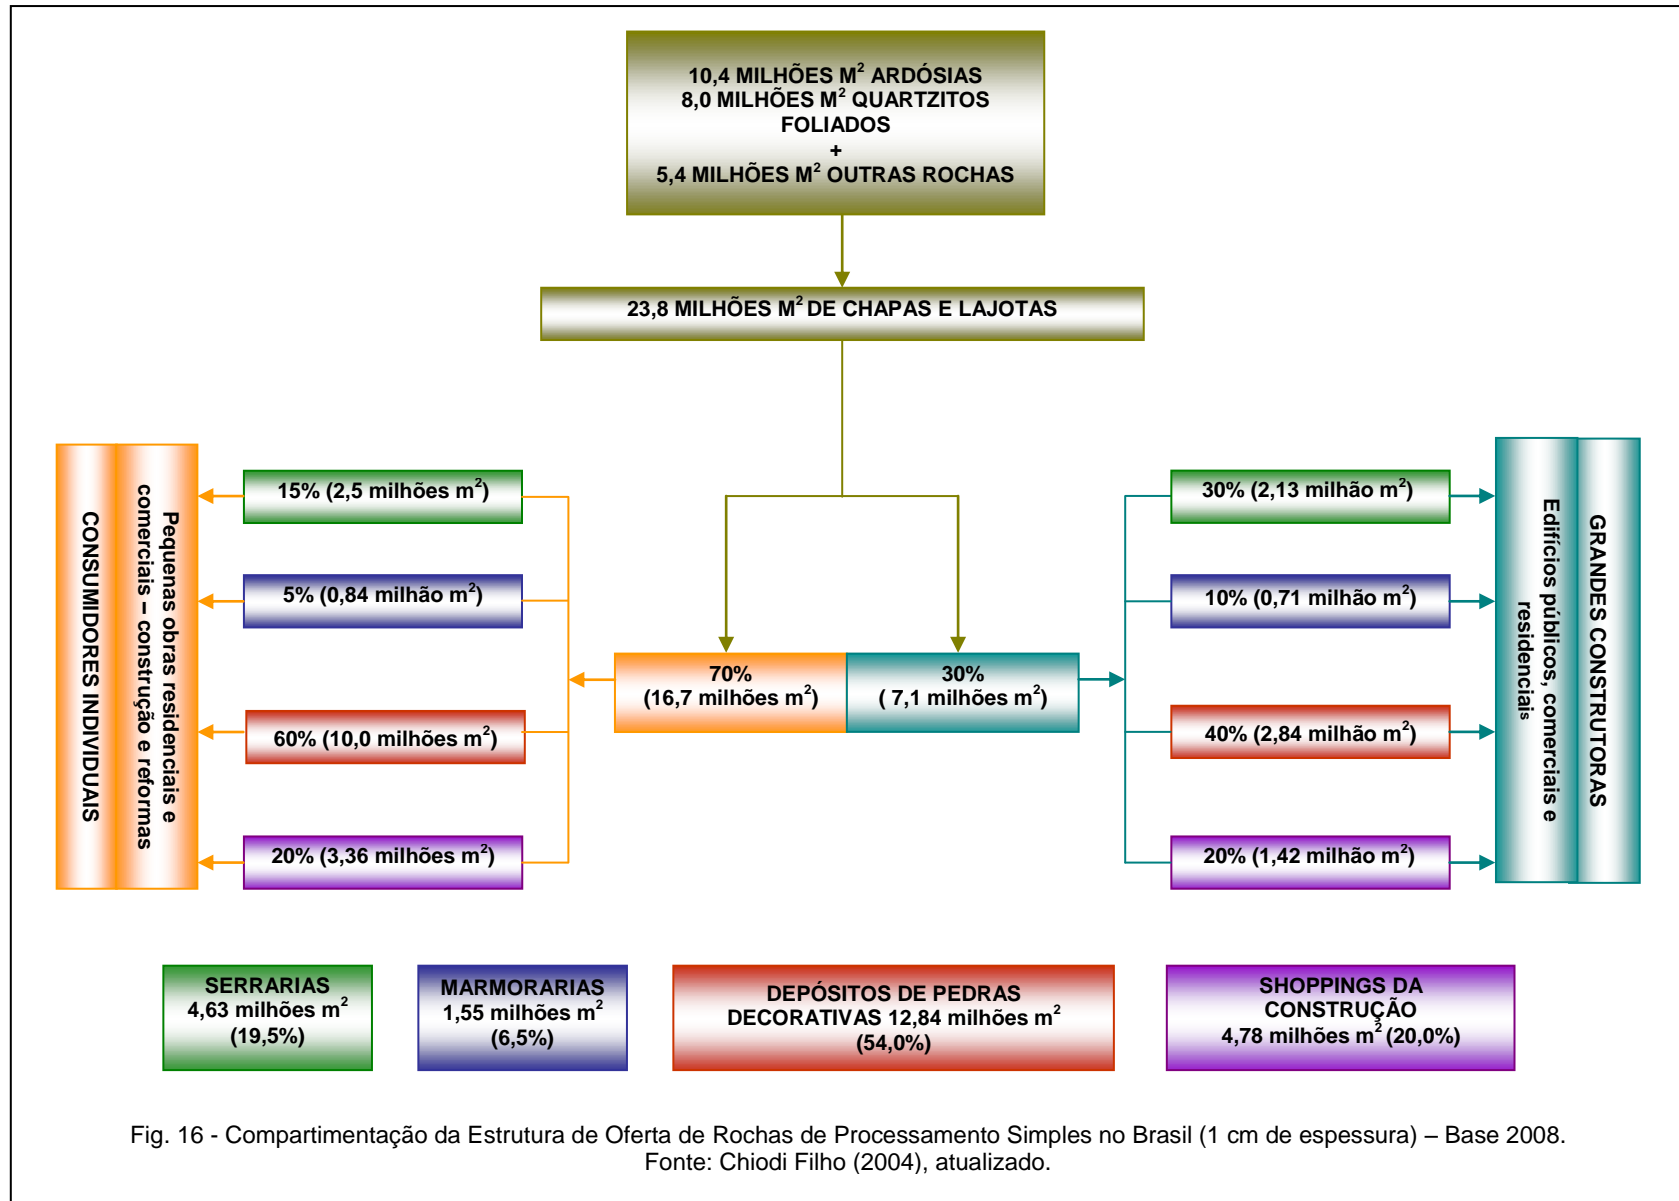 10,4 MILHÕES M² ARDÓSIAS
8,0 MILHÕES M² QUARTZITOS
FOLIADOS
+
5,4 MILHÕES M² OUTRAS ROCHAS
23,8 MILHÕES M² DE CHAPAS E LAJOTAS
CONSUMIDORES INDIVIDUAIS
Pequenas obras residenciais e
comerciais – construção e reformas
15% (2,5 milhões m²)
5% (0,84 milhão m²)
60% (10,0 milhões m²)
20% (3,36 milhões m²)
70%
(16,7 milhões m²)
30%
( 7,1 milhões m²)
30% (2,13 milhão m²)
10% (0,71 milhão m²)
40% (2,84 milhão m²)
20% (1,42 milhão m²)
GRANDES CONSTRUTORAS
Edifícios públicos, comerciais e
residenciais
SERRARIAS
4,63 milhões m²
(19,5%)
MARMORARIAS
1,55 milhões m²
(6,5%)
DEPÓSITOS DE PEDRAS
DECORATIVAS 12,84 milhões m²
(54,0%)
SHOPPINGS DA
CONSTRUÇÃO
4,78 milhões m² (20,0%)
Fig. 16 - Compartimentação da Estrutura de Oferta de Rochas de Processamento Simples no Brasil (1 cm de espessura) – Base 2008.
Fonte: Chiodi Filho (2004), atualizado.